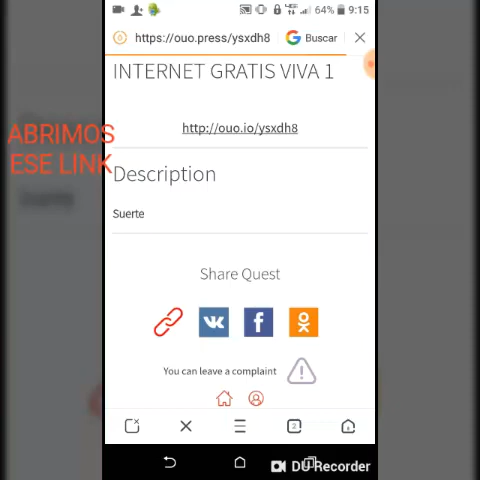 64% 9:15
https://ouo.press/ysxdh8 Buscar
INTERNET GRATIS VIVA 1
http://ouo.io/ysxdh8
ABRIMOS
ESE LINK
Description
Suerte
Share Quest
You can leave a complaint
2
DU Recorder